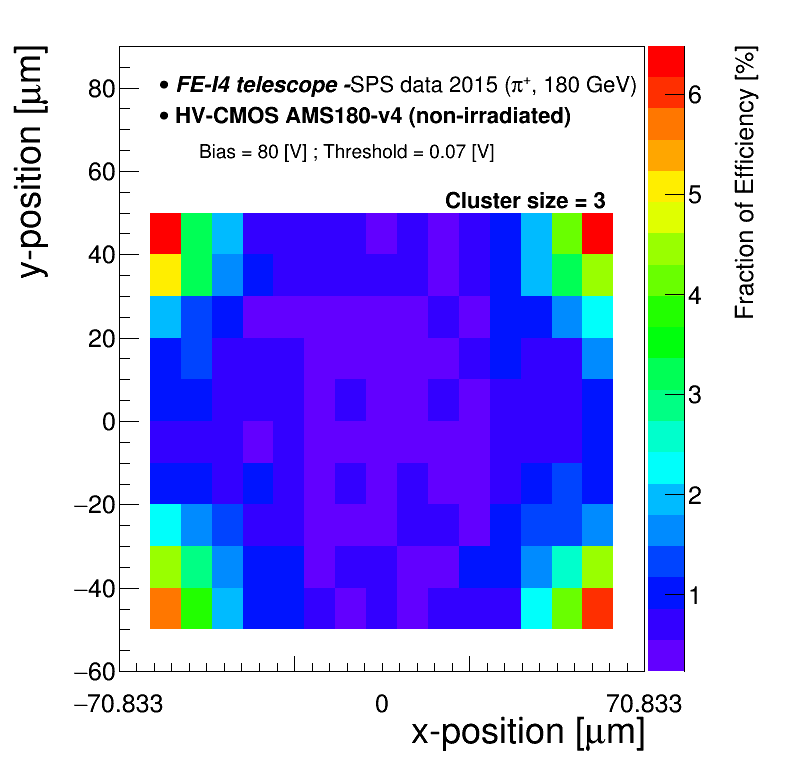 • FE-I4 telescope -SPS data 2015 (π⁺, 180 GeV)
• HV-CMOS AMS180-v4 (non-irradiated)
Bias = 80 [V] ; Threshold = 0.07 [V]
Cluster size = 3
y-position [μm]
80
60
40
20
0
−20
−40
−60
−70.833 0 70.833
x-position [μm]
Fraction of Efficiency [%]
6
5
4
3
2
1